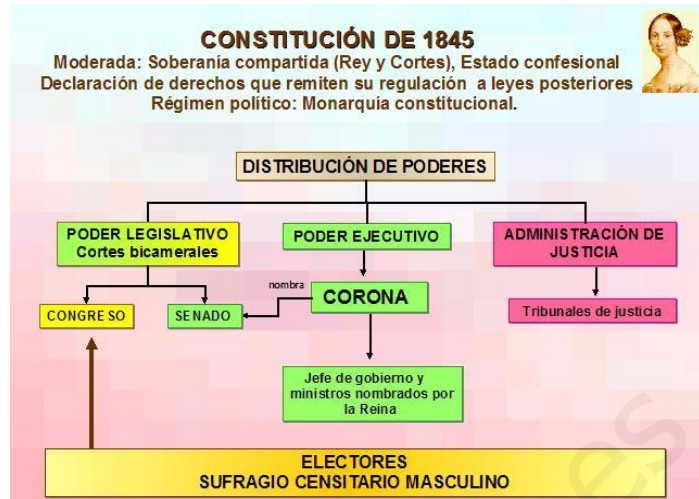 CONSTITUCIÓN DE 1845
Moderada: Soberanía compartida (Rey y Cortes), Estado confesional
Declaración de derechos que remiten su regulación a leyes posteriores
Régimen político: Monarquía constitucional.
DISTRIBUCIÓN DE PODERES
PODER LEGISLATIVO
Cortes bicamerales
PODER EJECUTIVO
ADMINISTRACIÓN DE
JUSTICIA
nombra
CORONA
CONGRESO
SENADO
Tribunales de justicia
Jefe de gobierno y
ministros nombrados por
la Reina
ELECTORES
SUFRAGIO CENSITARIO MASCULINO